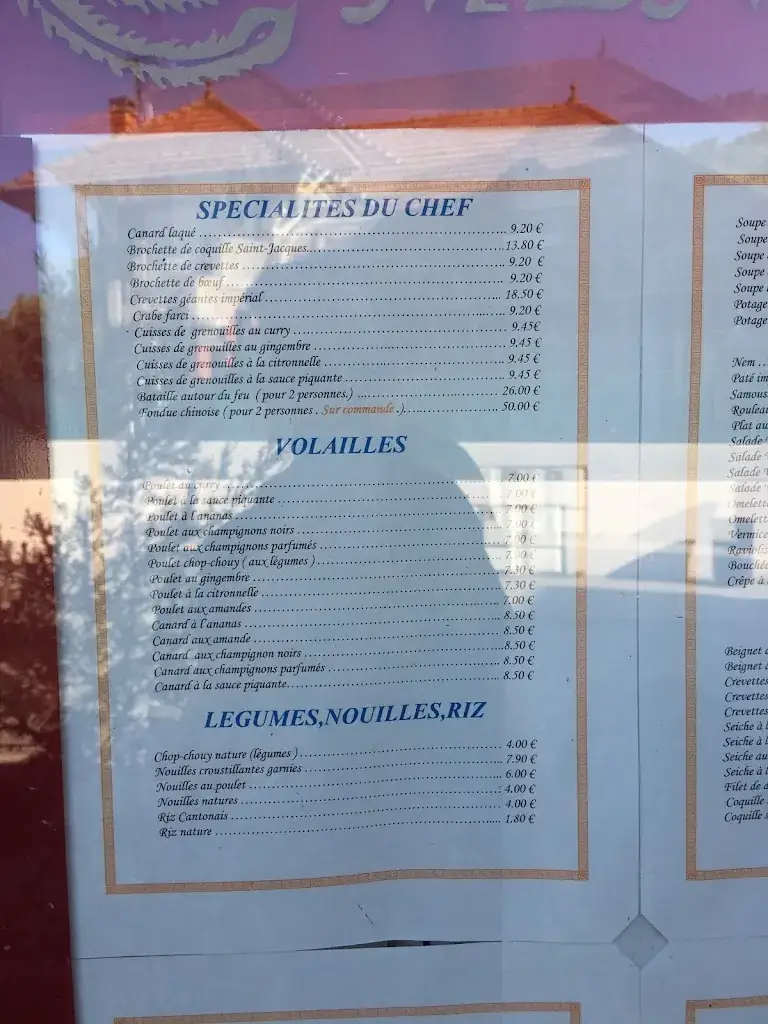 SPECIALITES DU CHEF
Canard laqué ........ 9.20 €
Brochette de coquille Saint-Jacques........ 13.80 €
Brochette de crevettes ........ 9.20 €
Brochette de bœuf ........ 9.20 €
Crevettes géantes impérial ........ 18.50 €
Crabe farci ........ 9.20 €
Cuisses de grenouilles au curry ........ 9.45€
Cuisses de grenouilles au gingembre ........ 9.45 €
Cuisses de grenouilles à la citronnelle ........ 9.45 €
Cuisses de grenouilles à la sauce piquante ........ 9.45 €
Bataille autour du feu ( pour 2 personnes.) ........ 26.00 €
Fondue chinoise ( pour 2 personnes . Sur commande .)........ 50.00 €
VOLAILLES
Poulet au curry ........ 7.00 €
Poulet à la sauce piquante ........ 7.00 €
Poulet à l'ananas ........ 7.00 €
Poulet aux champignons noirs ........ 7.00 €
Poulet aux champignons parfumés ........ 7.00 €
Poulet chop-chouy ( aux légumes ) ........ 7.00 €
Poulet au gingembre ........ 7.30 €
Poulet à la citronnelle ........ 7.30 €
Poulet aux amandes ........ 7.00 €
Canard à l'ananas ........ 8.50 €
Canard aux amande ........ 8.50 €
Canard aux champignon noirs ........ 8.50 €
Canard aux champignons parfumés ........ 8.50 €
Canard à la sauce piquante........ 8.50 €
LEGUMES,NOUILLES,RIZ
Chop-chouy nature (légumes ) ........ 4.00 €
Nouilles croustillantes garnies ........ 7.90 €
Nouilles au poulet ........ 6.00 €
Nouilles natures ........ 4.00 €
Riz Cantonais ........ 4.00 €
Riz nature ........ 1.80 €
Soupe
Soupe
Soupe
Soupe
Soupe
Potage
Potage
Nem
Paté im
Samous
Roulea
Plat au
Salade
Salade
Salade
Salade
Omelette
Omelett
Vermice
Ravioli
Bouché
Crêpe à
Beignet
Beignet
Crevettes
Crevettes
Crevettes
Seiche à l
Seiche à l
Seiche au
Seiche à l
Filet de
Coquille
Coquille